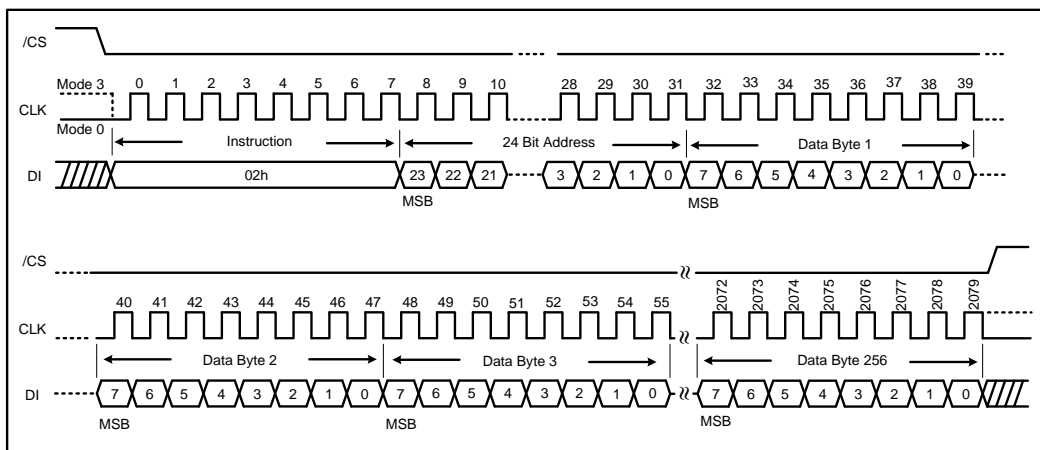 /CS
Mode 3 0 1 2 3 4 5 6 7 8 9 10 28 29 30 31 32 33 34 35 36 37 38 39
CLK
Mode 0
Instruction 24 Bit Address Data Byte 1
DI 02h 23 22 21 3 2 1 0 7 6 5 4 3 2 1 0
MSB MSB
/CS
40 41 42 43 44 45 46 47 48 49 50 51 52 53 54 55 2072 2073 2074 2075 2076 2077 2078 2079
CLK
Data Byte 2 Data Byte 3 Data Byte 256
DI 7 6 5 4 3 2 1 0 7 6 5 4 3 2 1 0 7 6 5 4 3 2 1 0
MSB MSB MSB